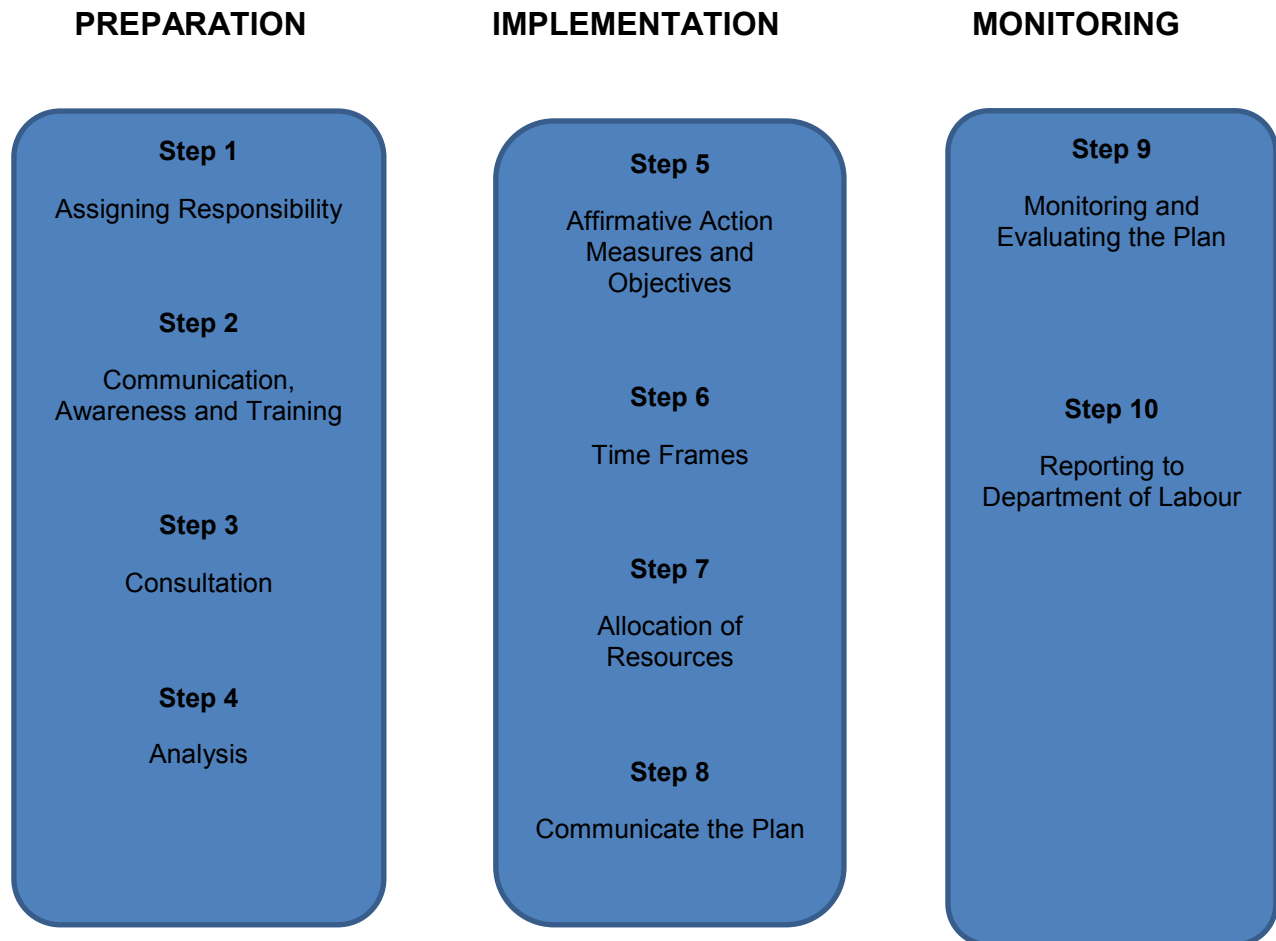 PREPARATION
IMPLEMENTATION
MONITORING
Step 1
Assigning Responsibility
Step 2
Communication,
Awareness and Training
Step 3
Consultation
Step 4
Analysis
Step 5
Affirmative Action
Measures and
Objectives
Step 6
Time Frames
Step 7
Allocation of
Resources
Step 8
Communicate the Plan
Step 9
Monitoring and
Evaluating the Plan
Step 10
Reporting to
Department of Labour